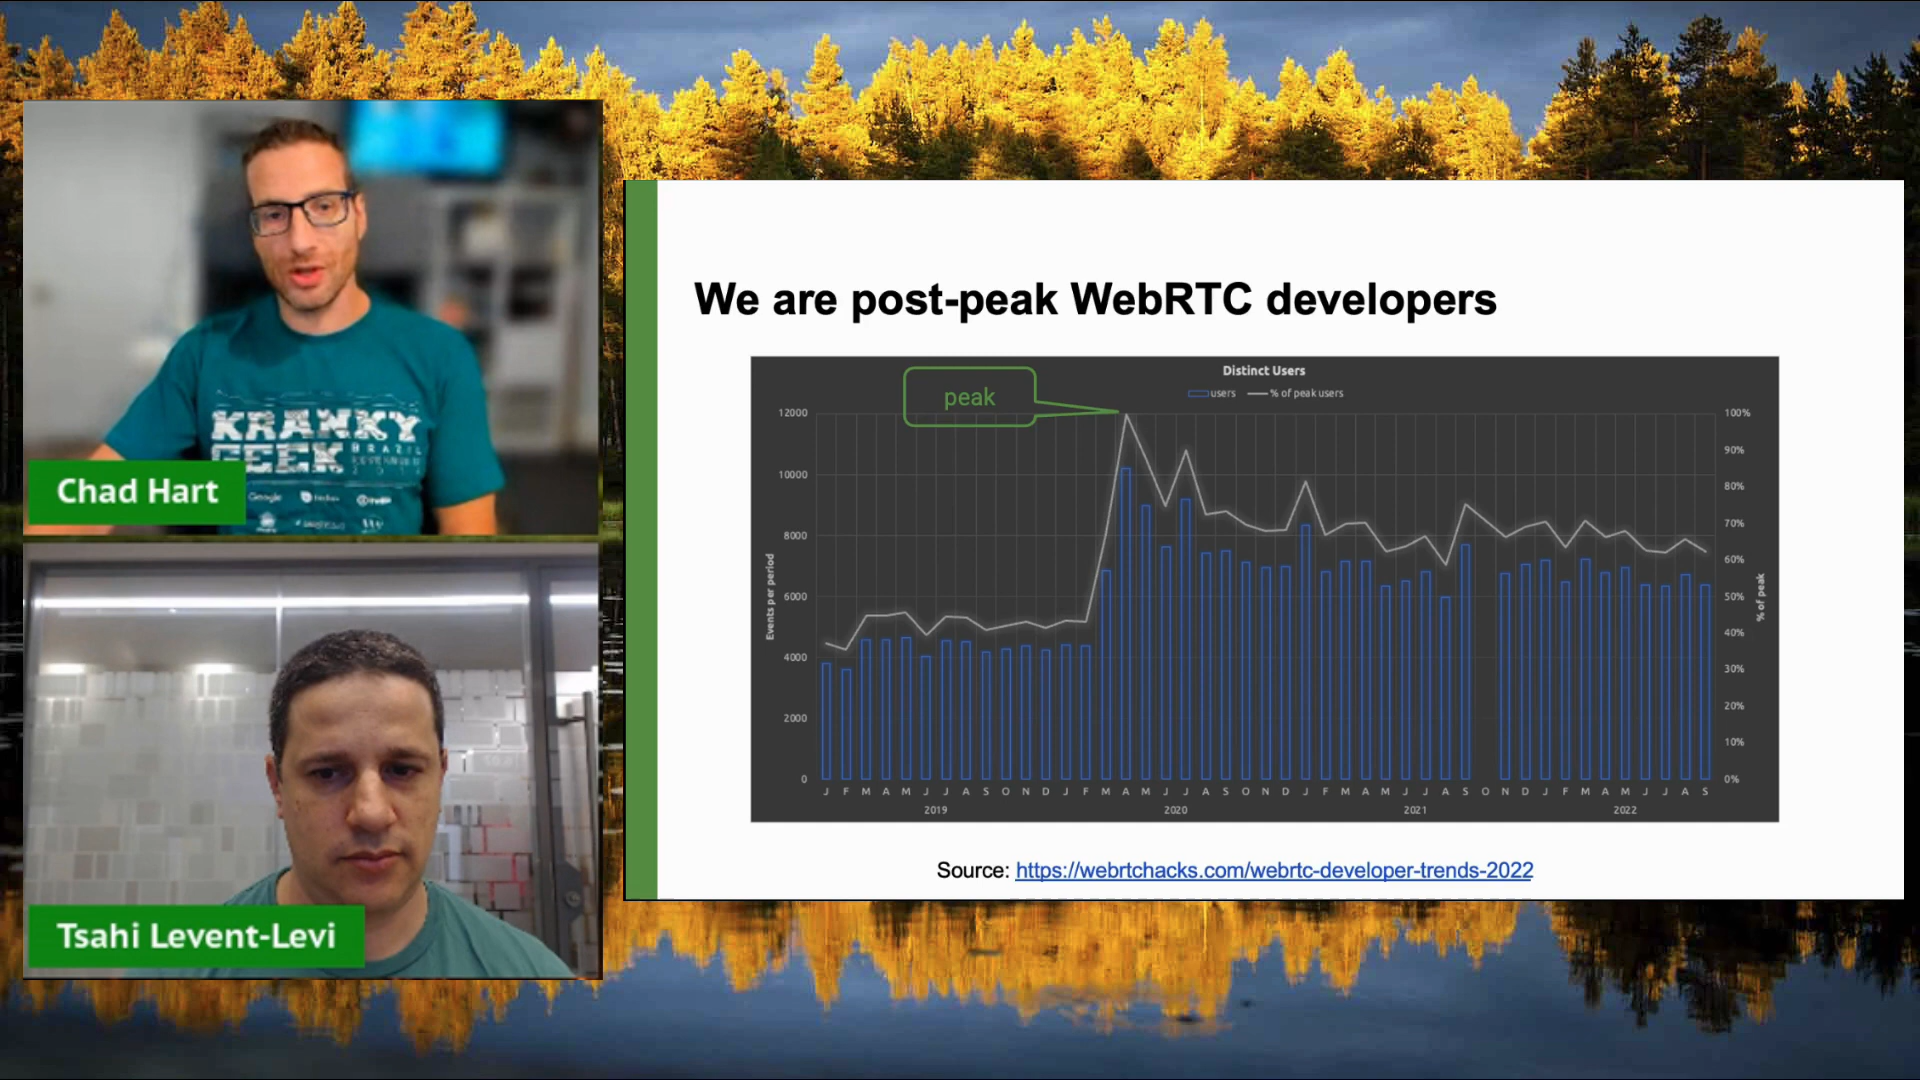 KRANKY
GEEK
BRAZIL
Google
Chad Hart
Tsahi Levent-Levi
We are post-peak WebRTC developers
Distinct Users
users % of peak users
peak
Events per period
12000
10000
8000
6000
4000
2000
0
100%
90%
80%
70%
60%
50%
40%
30%
20%
10%
0%
% of peak
J F M A M J J A S O N D J F M A M J J A S O N D J F M A M J J A S O N D J F M A M J J A S
2019 2020 2021 2022
Source: https://webrtchacks.com/webrtc-developer-trends-2022